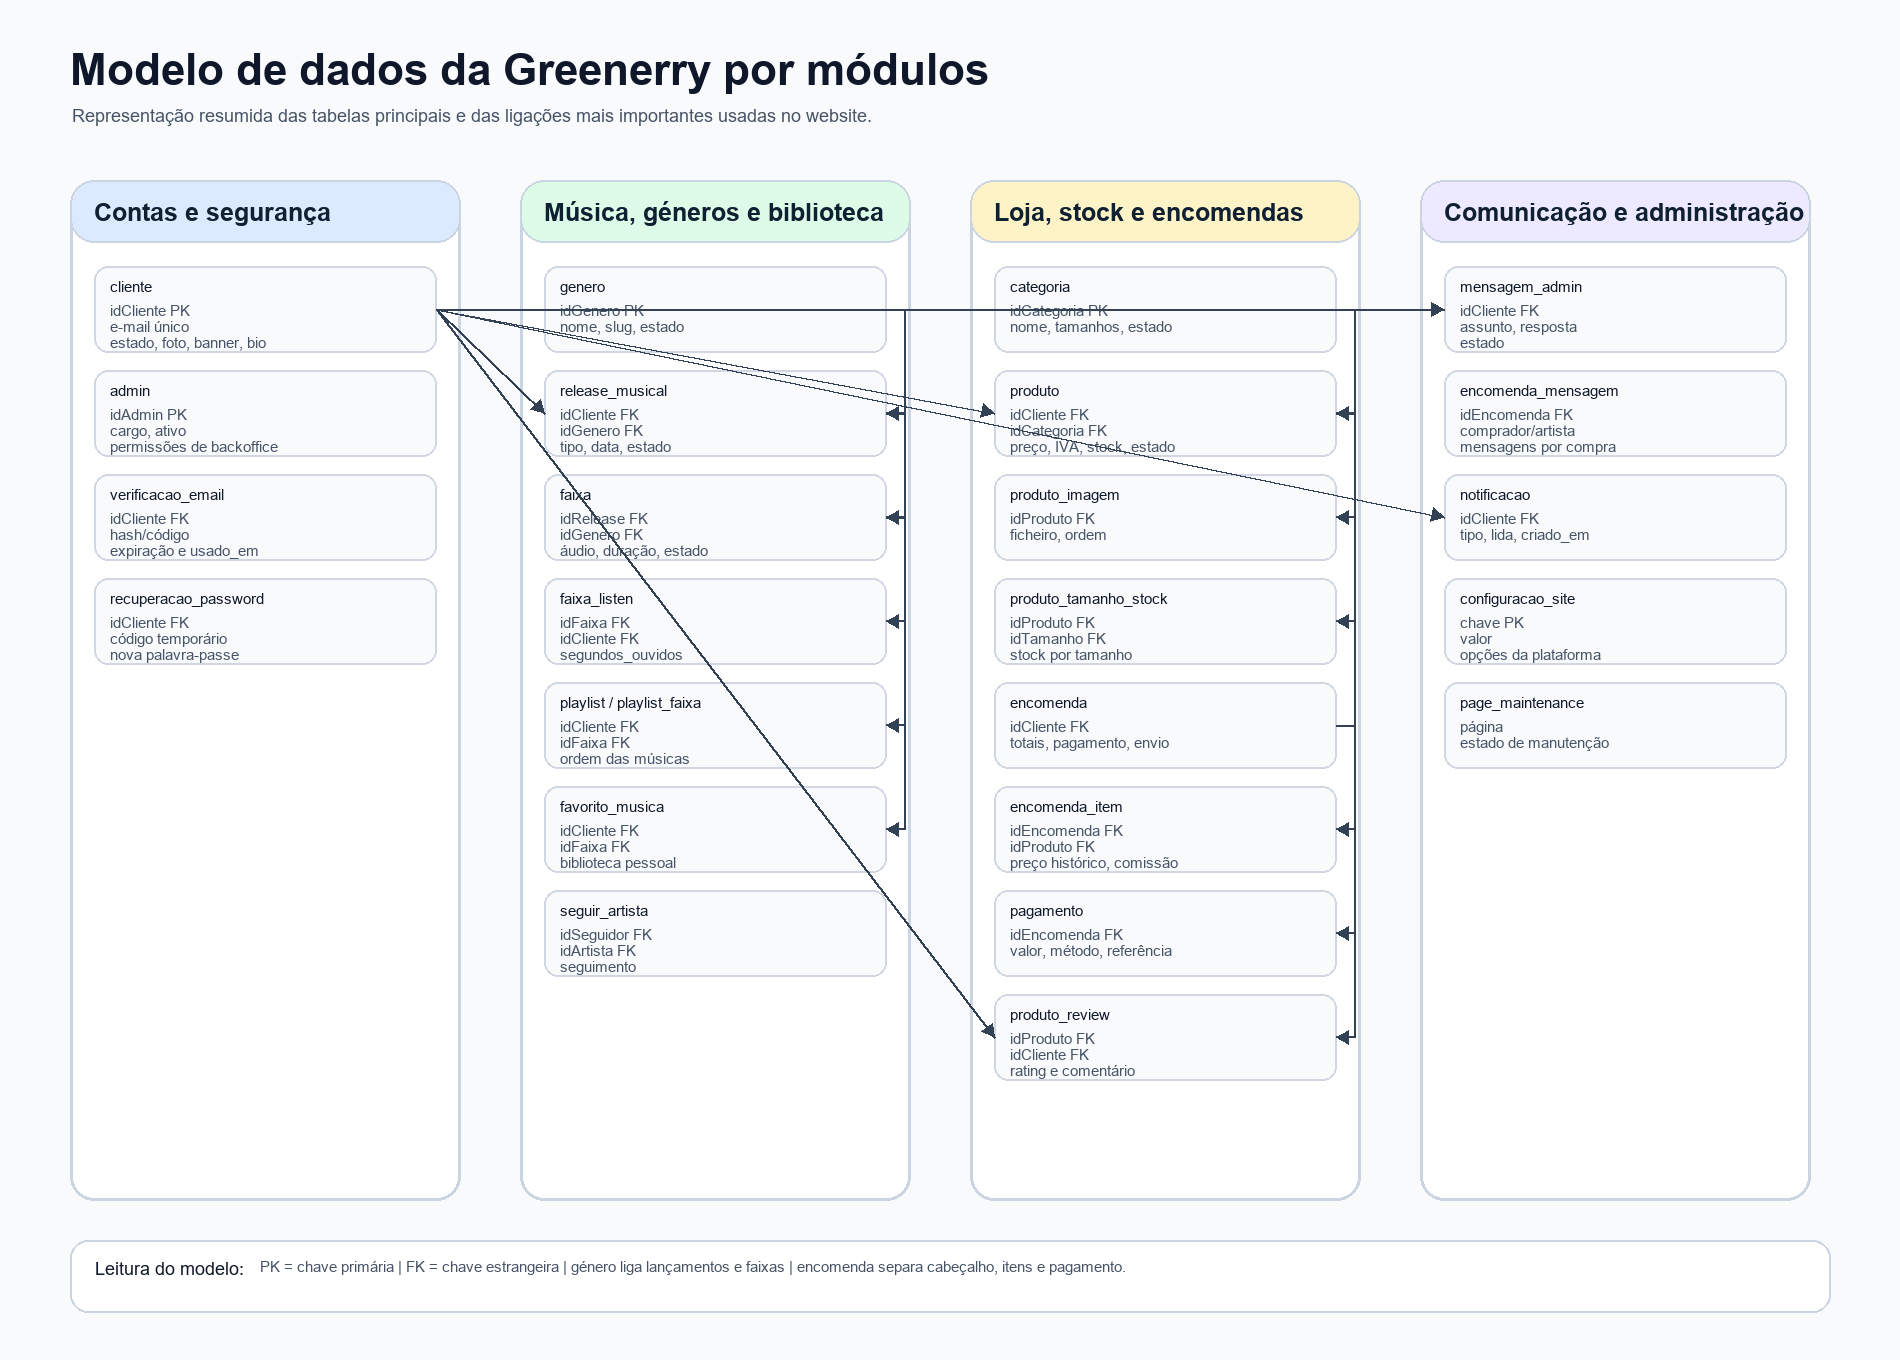 Modelo de dados da Greenerry por módulos
Representação resumida das tabelas principais e das ligações mais importantes usadas no website.
Contas e segurança
cliente
idCliente PK
e-mail único
estado, foto, banner, bio
admin
idAdmin PK
cargo, ativo
permissões de backoffice
verificacao_email
idCliente FK
hash/código
expiração e usado_em
recuperacao_password
idCliente FK
código temporário
nova palavra-passe
Música, géneros e biblioteca
genero
idGenero PK
nome, slug, estado
release_musical
idCliente FK
idGenero FK
tipo, data, estado
faixa
idRelease FK
idGenero FK
áudio, duração, estado
faixa_listen
idFaixa FK
idCliente FK
segundos_ouvidos
playlist / playlist_faixa
idCliente FK
idFaixa FK
ordem das músicas
favorito_musica
idCliente FK
idFaixa FK
biblioteca pessoal
seguir_artista
idSeguidor FK
idArtista FK
seguimento
Loja, stock e encomendas
categoria
idCategoria PK
nome, tamanhos, estado
produto
idCliente FK
idCategoria FK
preço, IVA, stock, estado
produto_imagem
idProduto FK
ficheiro, ordem
produto_tamanho_stock
idProduto FK
idTamanho FK
stock por tamanho
encomenda
idCliente FK
totais, pagamento, envio
encomenda_item
idEncomenda FK
idProduto FK
preço histórico, comissão
pagamento
idEncomenda FK
valor, método, referência
produto_review
idProduto FK
idCliente FK
rating e comentário
Comunicação e administração
mensagem_admin
idCliente FK
assunto, resposta
estado
encomenda_mensagem
idEncomenda FK
comprador/artista
mensagens por compra
notificacao
idCliente FK
tipo, lida, criado_em
configuracao_site
chave PK
valor
opções da plataforma
page_maintenance
página
estado de manutenção
Leitura do modelo: PK = chave primária | FK = chave estrangeira | género liga lançamentos e faixas | encomenda separa cabeçalho, itens e pagamento.